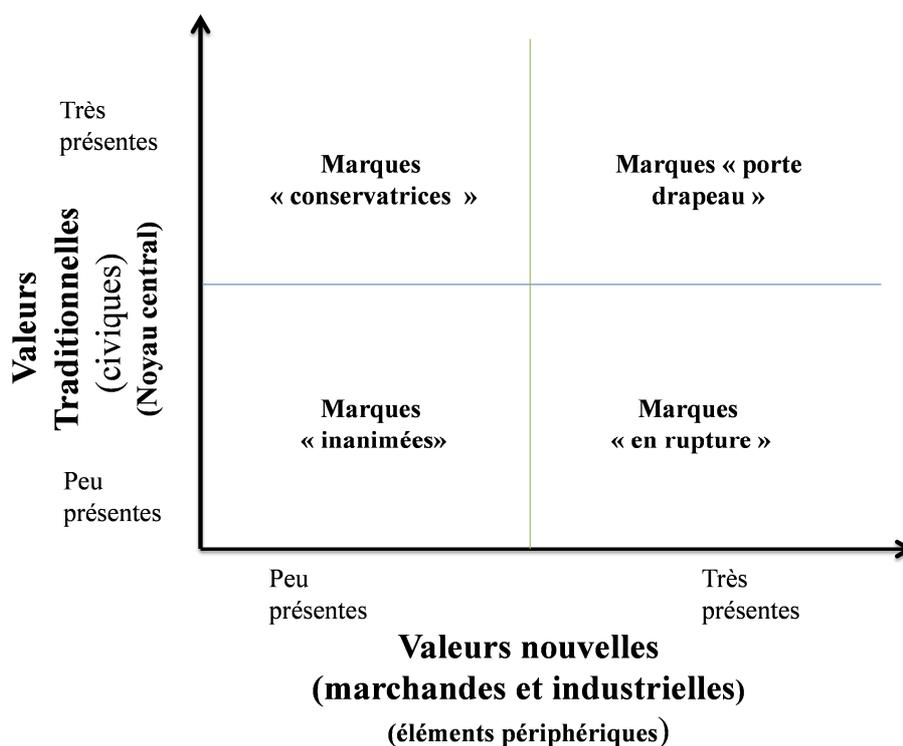 Très
présentes
Marques
« conservatrices  »
Marques « porte
drapeau »
Valeurs
Traditionnelles
(civiques)
(Noyau central)
Marques
« inanimées»
Marques
« en rupture »
Peu
présentes
Peu
présentes
Très
présentes
Valeurs nouvelles
(marchandes et industrielles)
(éléments périphériques)